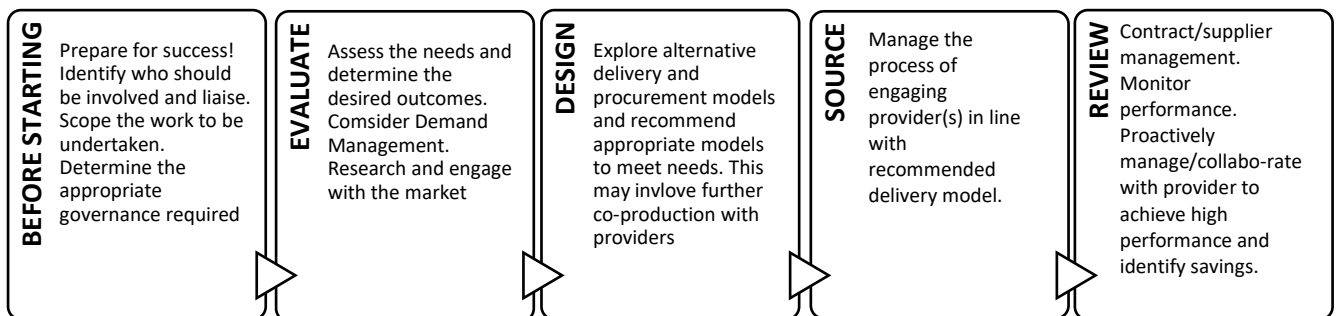 BEFORE STARTING
Prepare for success!
Identify who should
be involved and liaise.
Scope the work to be
undertaken.
Determine the
appropriate
governance required
EVALUATE
Assess the needs and
determine the
desired outcomes.
Comsider Demand
Management.
Research and engage
with the market
DESIGN
Explore alternative
delivery and
procurement models
and recommend
appropriate models
to meet needs. This
may invlove further
co-production with
providers
SOURCE
Manage the
process of
engaging
provider(s) in line
with
recommended
delivery model.
REVIEW
Contract/supplier
management.
Monitor
performance.
Proactively
manage/collabo-rate
with provider to
achieve high
performance and
identify savings.